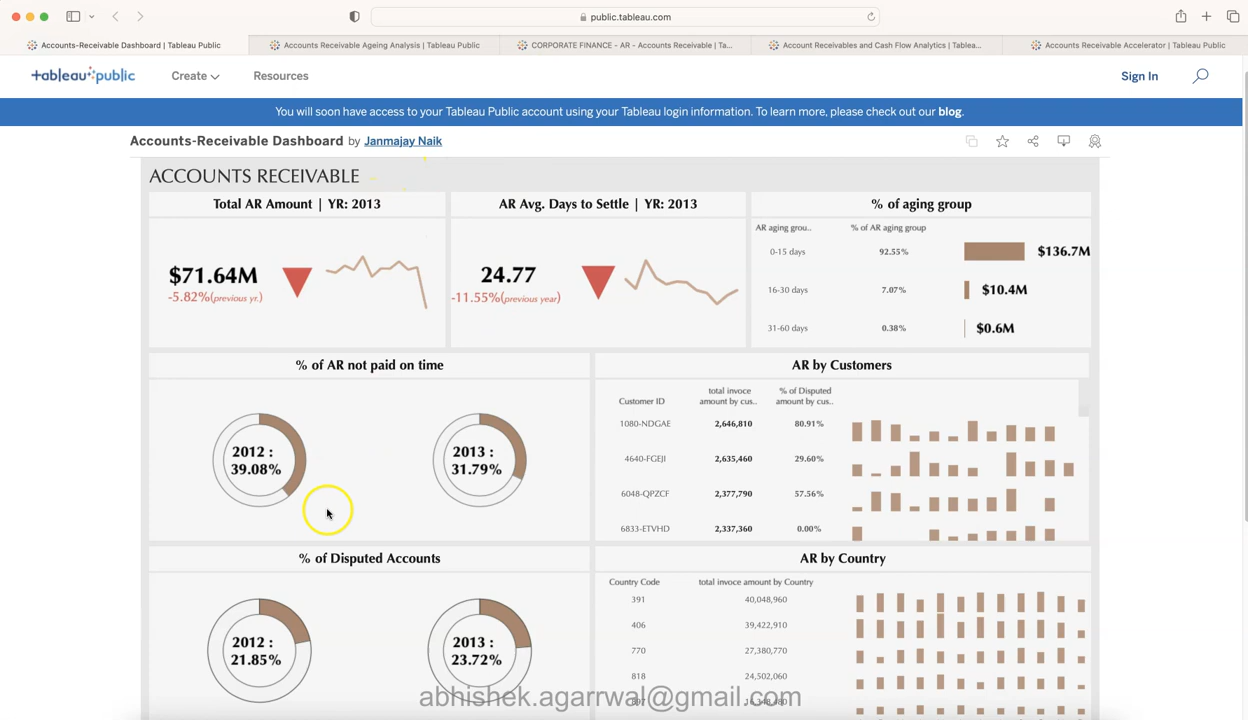 public.tableau.com
Accounts-Receivable Dashboard | Tableau Public
Accounts Receivable Ageing Analysis | Tableau Public
CORPORATE FINANCE - AR - Accounts Receivable | Ta...
Account Receivables and Cash Flow Analytics | Tablea...
Accounts Receivable Accelerator | Tableau Public
tableau public
Create
Resources
Sign In
You will soon have access to your Tableau Public account using your Tableau login information. To learn more, please check out our blog.
Accounts-Receivable Dashboard by Janmajay Naik
ACCOUNTS RECEIVABLE
Total AR Amount | YR: 2013
$71.64M
-5.82%(previous yr.)
AR Avg. Days to Settle | YR: 2013
24.77
-11.55%(previous year)
% of aging group
AR aging grou.. % of AR aging group
0-15 days 92.55% $136.7M
16-30 days 7.07% $10.4M
31-60 days 0.38% $0.6M
% of AR not paid on time
2012 :
39.08%
2013 :
31.79%
AR by Customers
Customer ID
total invoce
amount by cus..
% of Disputed
amount by cus..
1080-NDGAE 2,646,810 80.91%
4640-FGEJI 2,635,460 29.60%
6048-QPZCF 2,377,790 57.56%
6833-ETVHD 2,337,360 0.00%
% of Disputed Accounts
2012 :
21.85%
2013 :
23.72%
AR by Country
Country Code total invoce amount by Country
391 40,048,960
406 39,422,910
770 27,380,770
818 24,502,060
abhishek.agarrwal@gmail.com